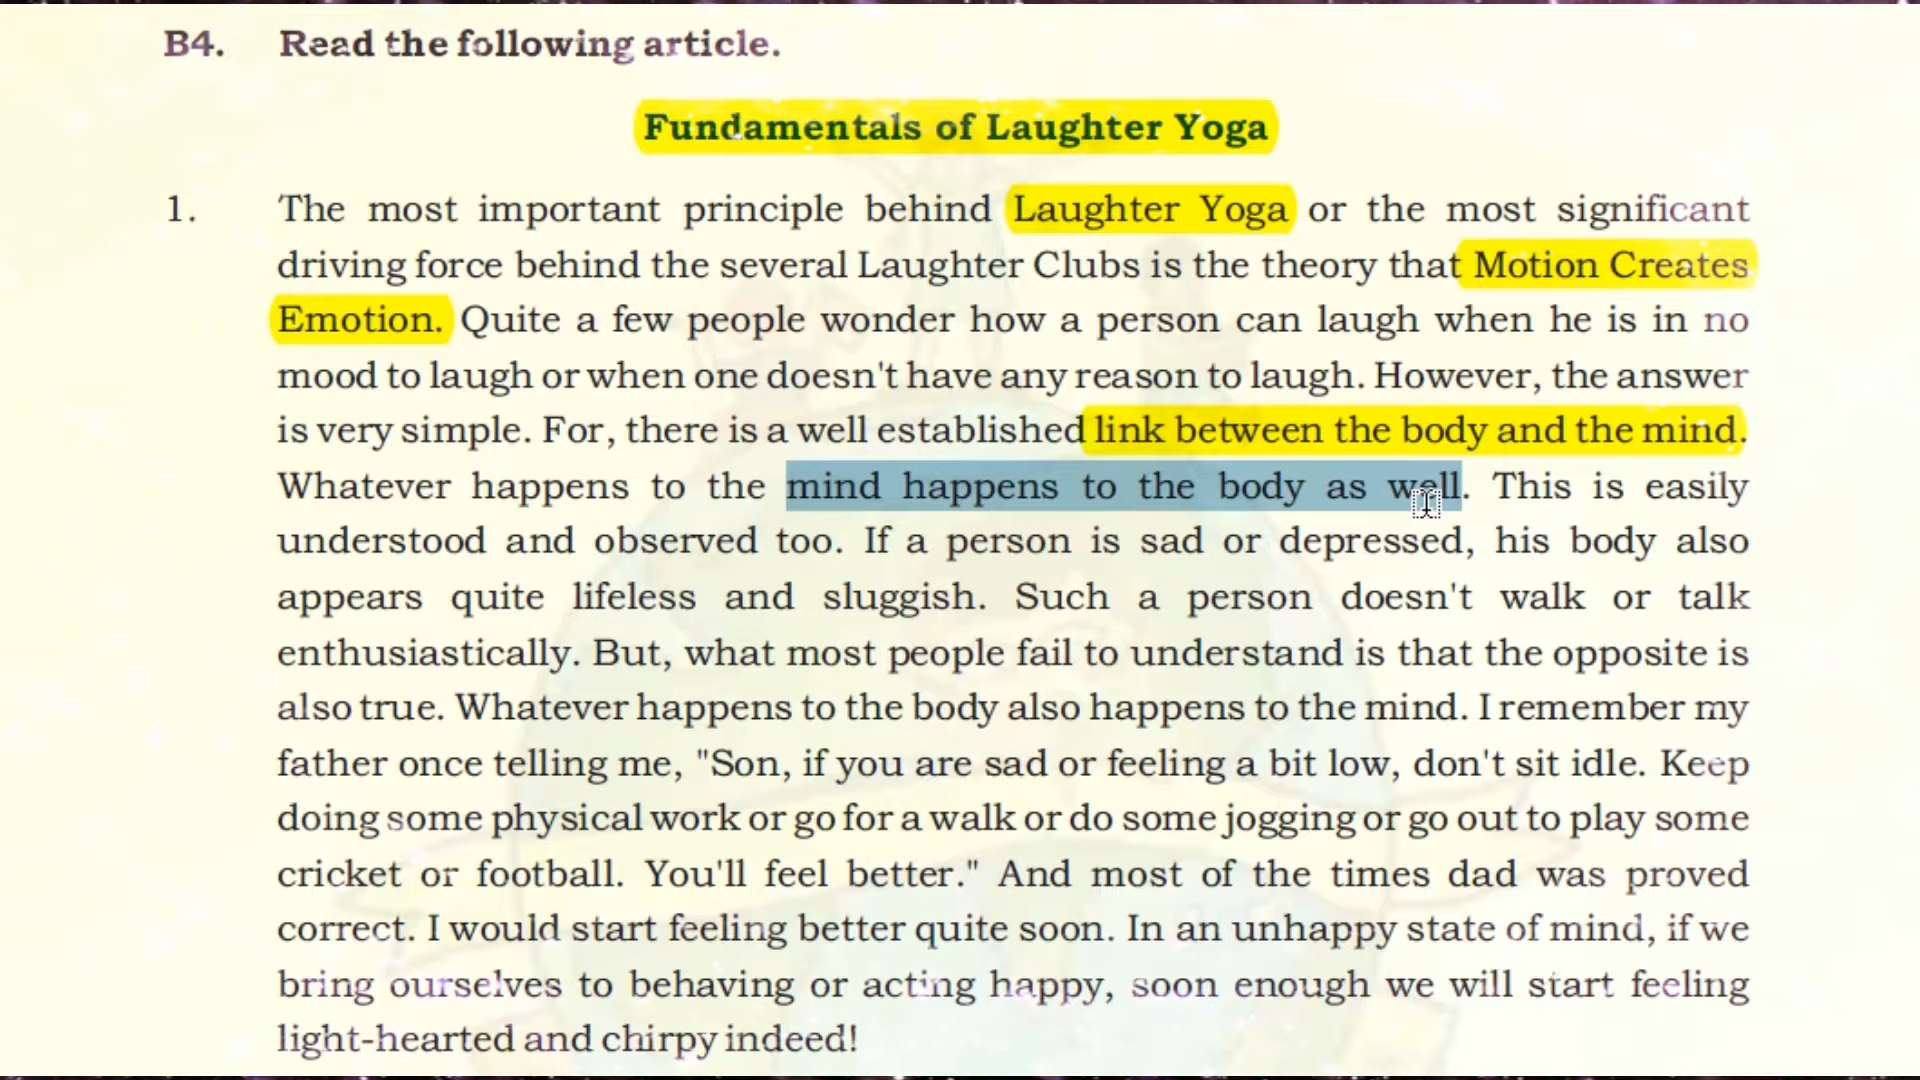 B4. Read the following article.
Fundamentals of Laughter Yoga
1. The most important principle behind Laughter Yoga or the most significant
driving force behind the several Laughter Clubs is the theory that Motion Creates
Emotion. Quite a few people wonder how a person can laugh when he is in no
mood to laugh or when one doesn't have any reason to laugh. However, the answer
is very simple. For, there is a well established link between the body and the mind.
Whatever happens to the mind happens to the body as well. This is easily
understood and observed too. If a person is sad or depressed, his body also
appears quite lifeless and sluggish. Such a person doesn't walk or talk
enthusiastically. But, what most people fail to understand is that the opposite is
also true. Whatever happens to the body also happens to the mind. I remember my
father once telling me, "Son, if you are sad or feeling a bit low, don't sit idle. Keep
doing some physical work or go for a walk or do some jogging or go out to play some
cricket or football. You'll feel better." And most of the times dad was proved
correct. I would start feeling better quite soon. In an unhappy state of mind, if we
bring ourselves to behaving or acting happy, soon enough we will start feeling
light-hearted and chirpy indeed!